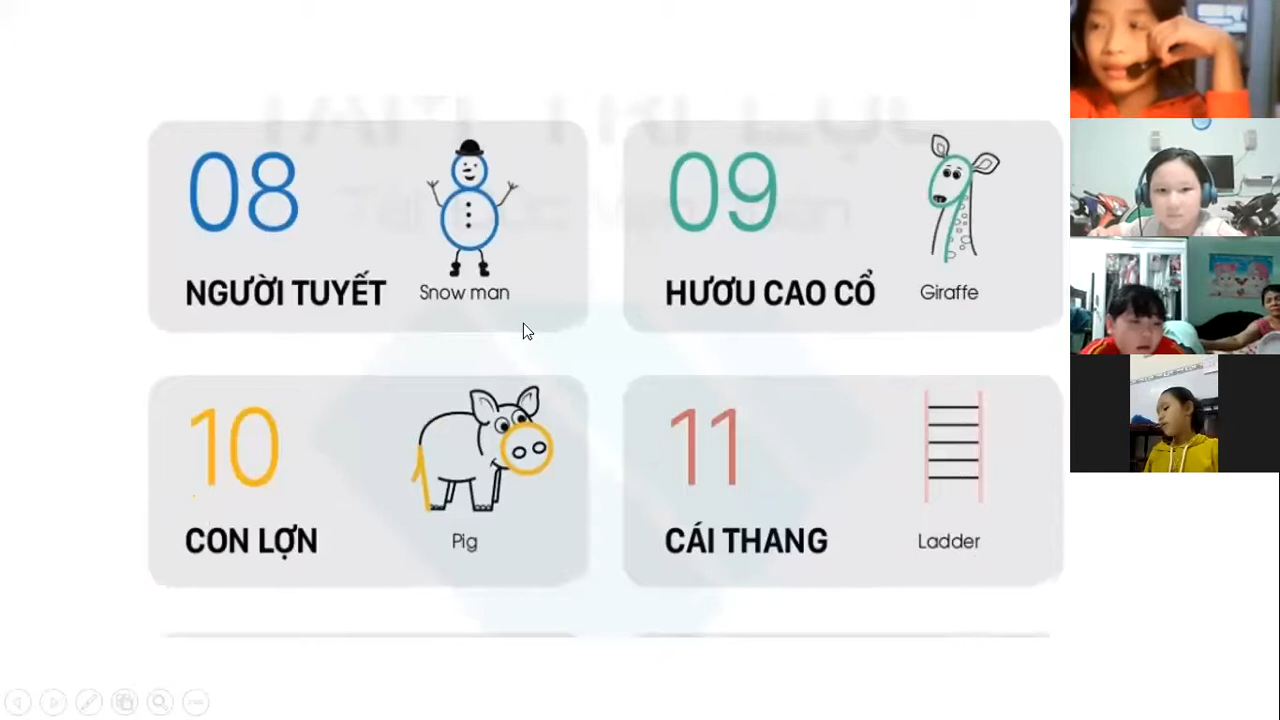 08
NGƯỜI TUYẾT
Snow man
09
HƯƠU CAO CỔ
Giraffe
10
CON LỢN
Pig
11
CÁI THANG
Ladder